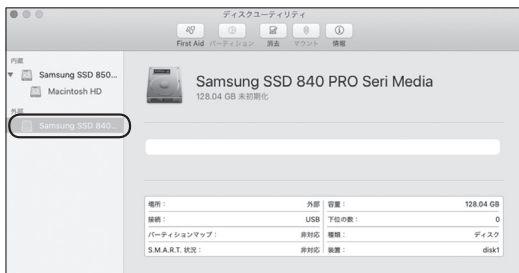 ディスクユーティリティ
First Aid パーティション 消去 マウント 情報
内蔵
Samsung SSD 850...
Macintosh HD
外部
Samsung SSD 840...
Samsung SSD 840 PRO Seri Media
128.04 GB 未初期化
場所： 外部 容量： 128.04 GB
接続： USB 下位の数： 0
パーティションマップ： 非対応 種類： ディスク
S.M.A.R.T. 状況： 非対応 装置： disk1